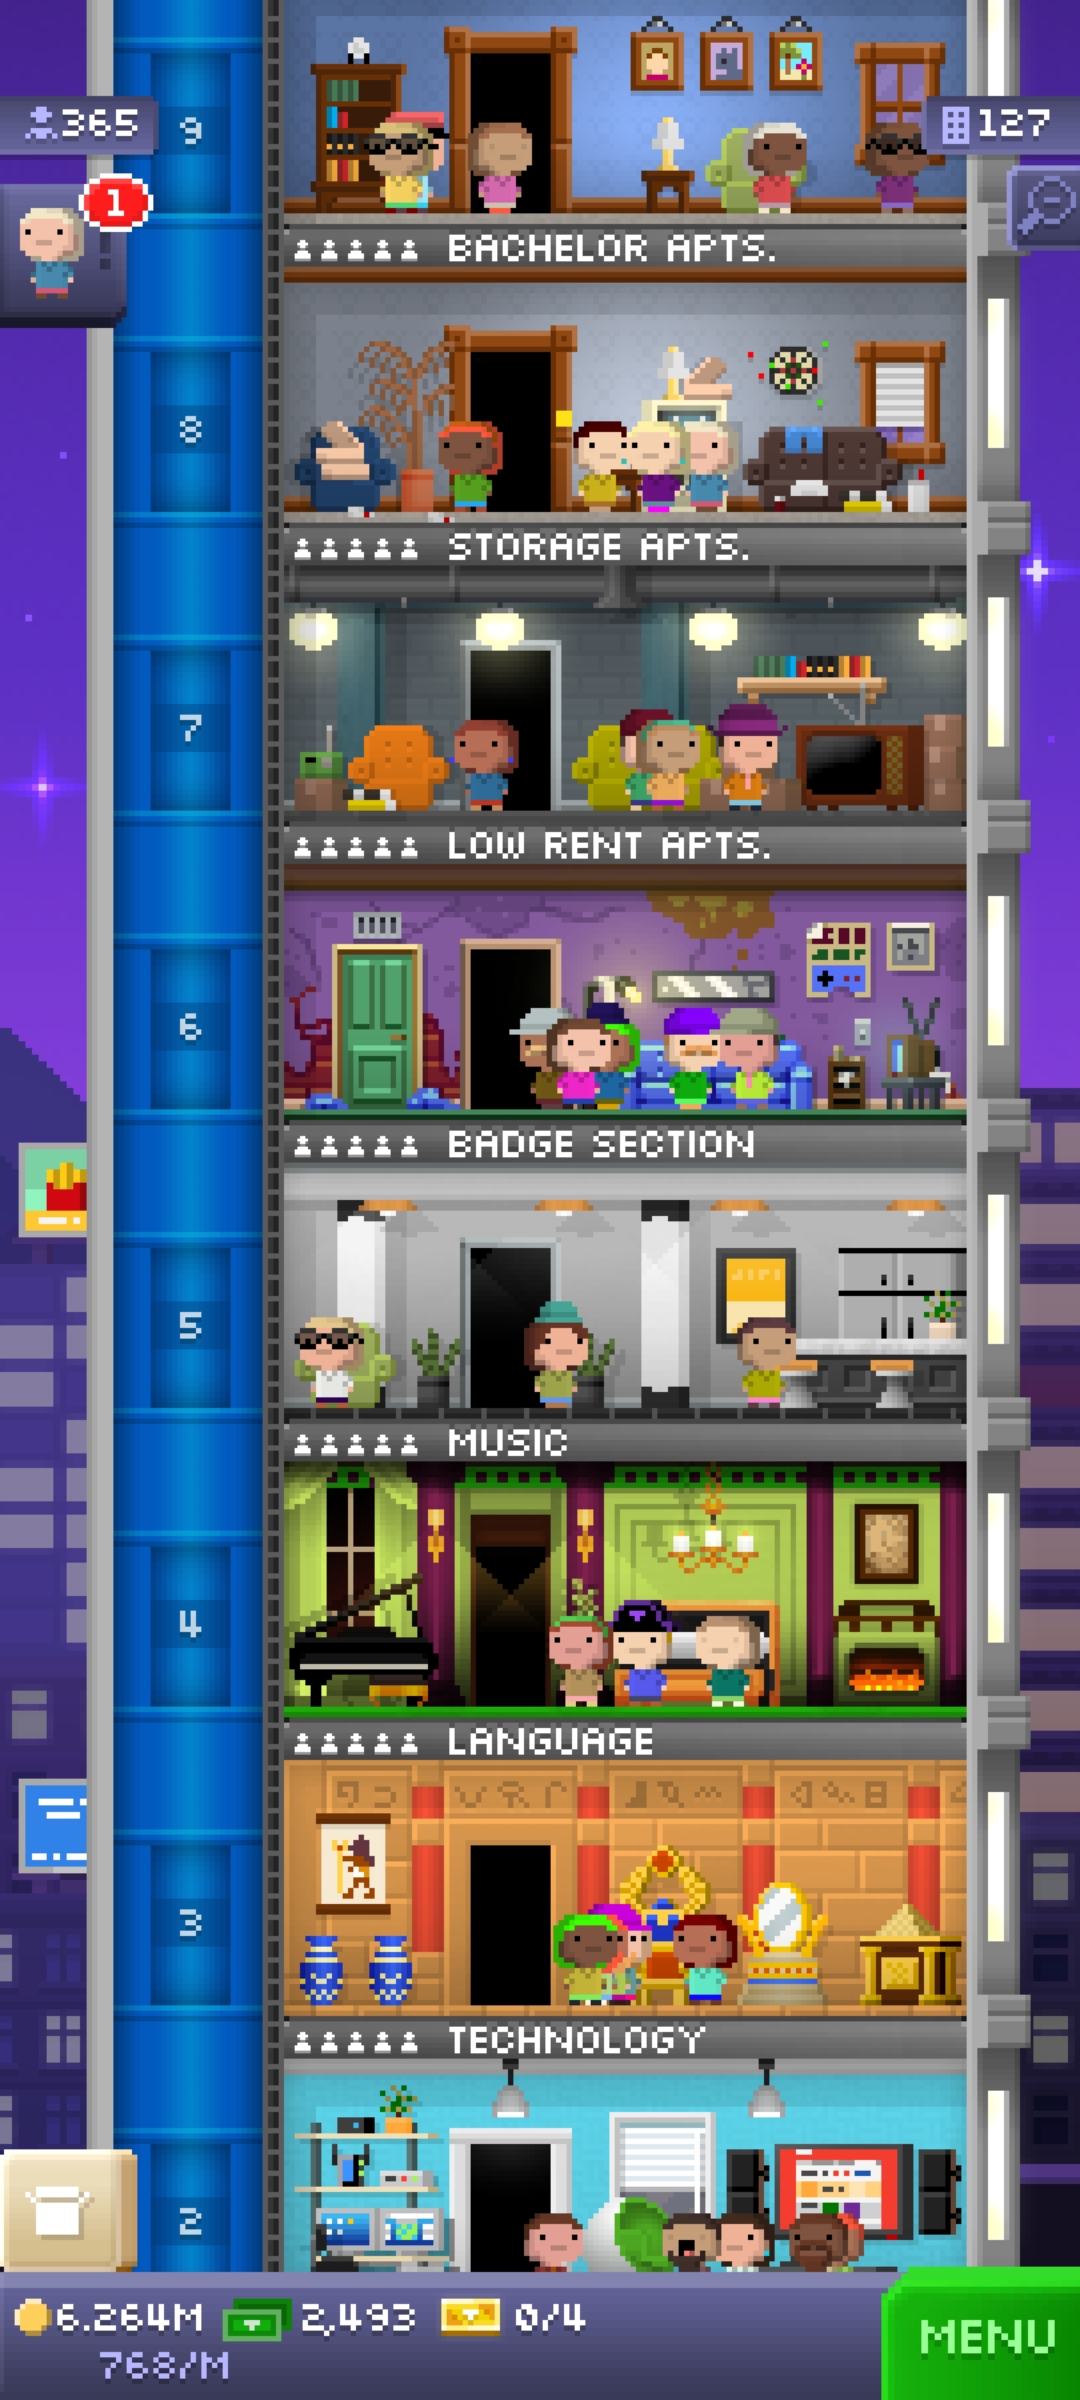 365
9
127
1
BACHELOR APTS.
8
STORAGE APTS.
7
LOW RENT APTS.
6
BADGE SECTION
5
MUSIC
4
LANGUAGE
3
TECHNOLOGY
2
6.264M 2,493 0/4
768/M
MENU